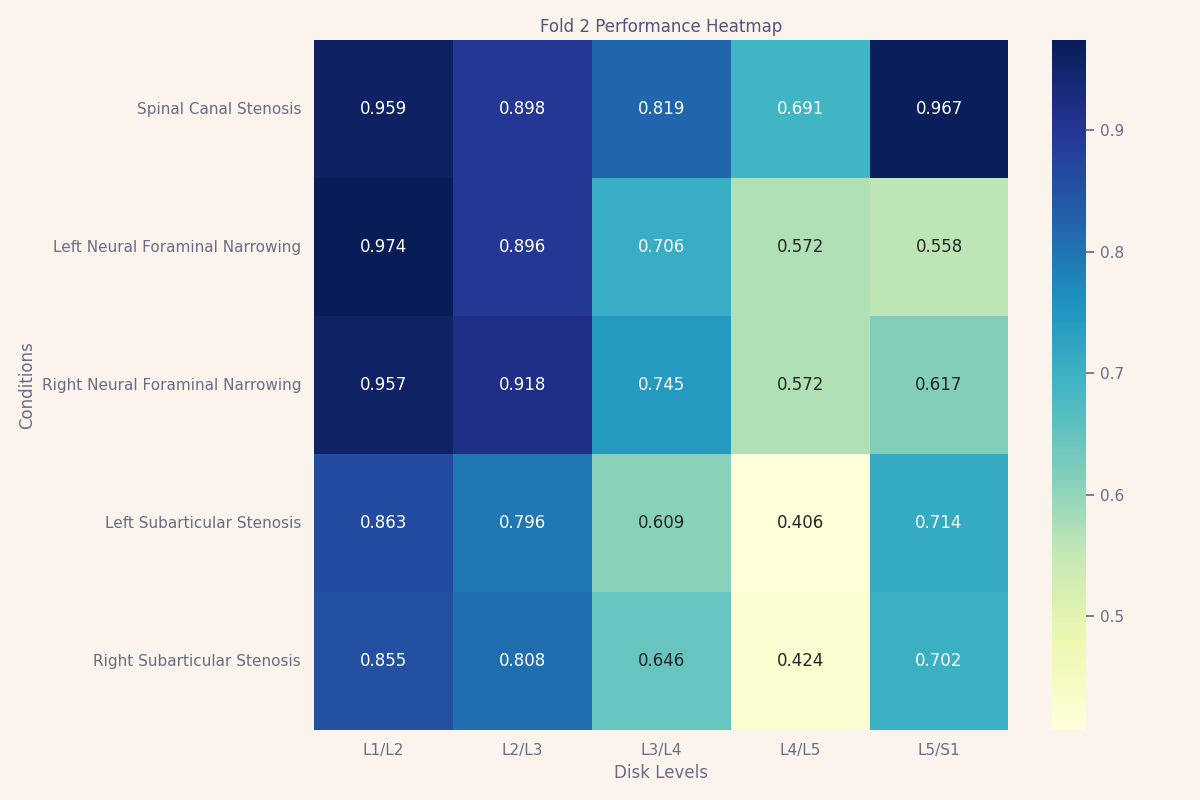 Fold 2 Performance Heatmap
Conditions
Spinal Canal Stenosis 0.959 0.898 0.819 0.691 0.967
Left Neural Foraminal Narrowing 0.974 0.896 0.706 0.572 0.558
Right Neural Foraminal Narrowing 0.957 0.918 0.745 0.572 0.617
Left Subarticular Stenosis 0.863 0.796 0.609 0.406 0.714
Right Subarticular Stenosis 0.855 0.808 0.646 0.424 0.702
L1/L2 L2/L3 L3/L4 L4/L5 L5/S1
Disk Levels
0.9
0.8
0.7
0.6
0.5